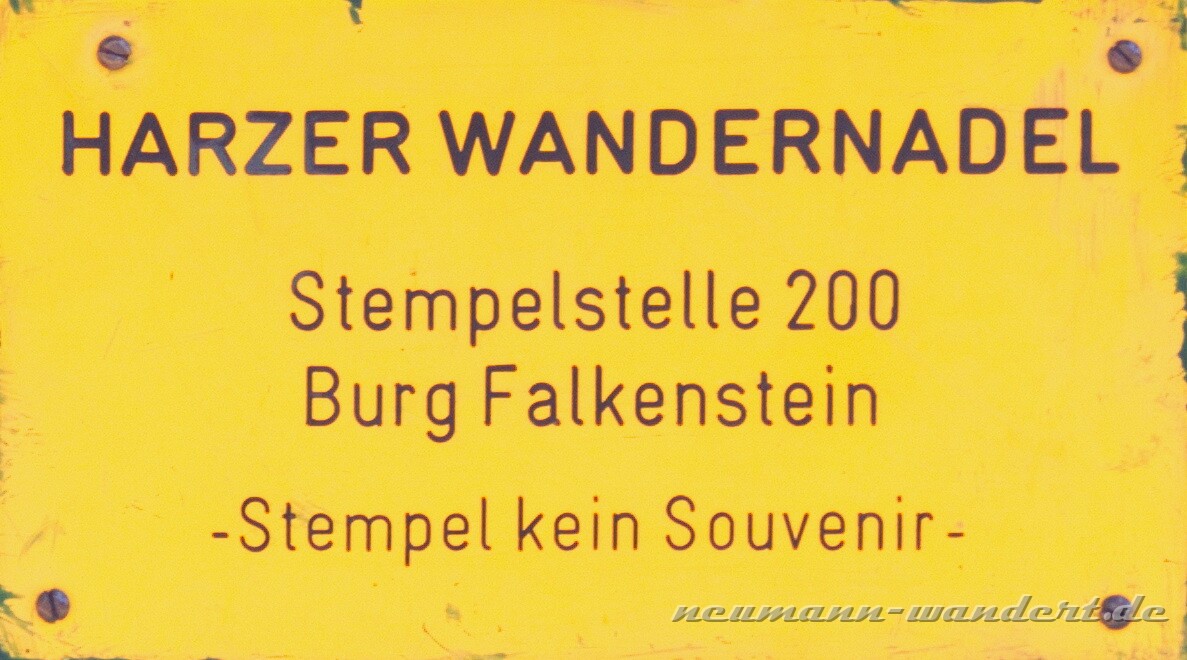 HARZER WANDERNADEL
Stempelstelle 200
Burg Falkenstein
-Stempel kein Souvenir-
neumann-wandert.de